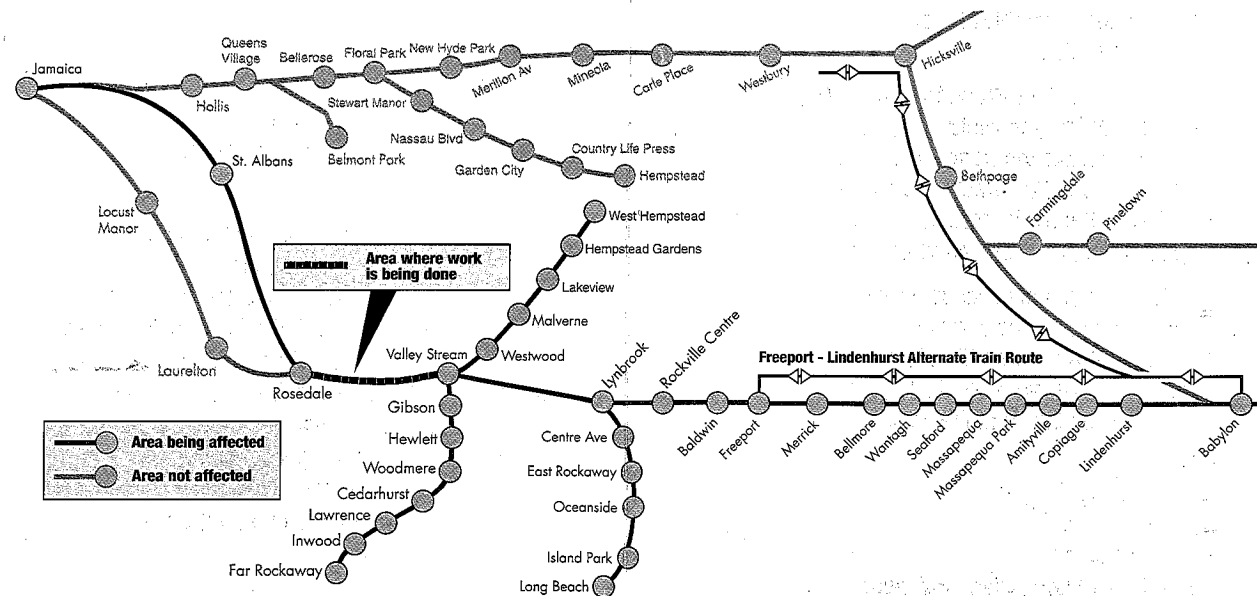 Jamaica
Hollis
Queens
Village
Bellerose
Floral Park
New Hyde Park
Merillon Av
Mineola
Carle Place
Westbury
Hicksville
Belmont Park
Stewart Manor
Nassau Blvd
Garden City
Country Life Press
Hempstead
St. Albans
Locust
Manor
Laurelton
Rosedale
Bethpage
Farmingdale
Pinelawn
Area where work
is being done
West Hempstead
Hempstead Gardens
Lakeview
Malverne
Westwood
Valley Stream
Gibson
Hewlett
Woodmere
Cedarhurst
Lawrence
Inwood
Far Rockaway
Lynbrook
Rockville Centre
Centre Ave
East Rockaway
Oceanside
Island Park
Long Beach
Freeport - Lindenhurst Alternate Train Route
Baldwin
Freeport
Merrick
Bellmore
Wantagh
Seaford
Massapequa
Massapequa Park
Amityville
Copiague
Lindenhurst
Babylon
Area being affected
Area not affected